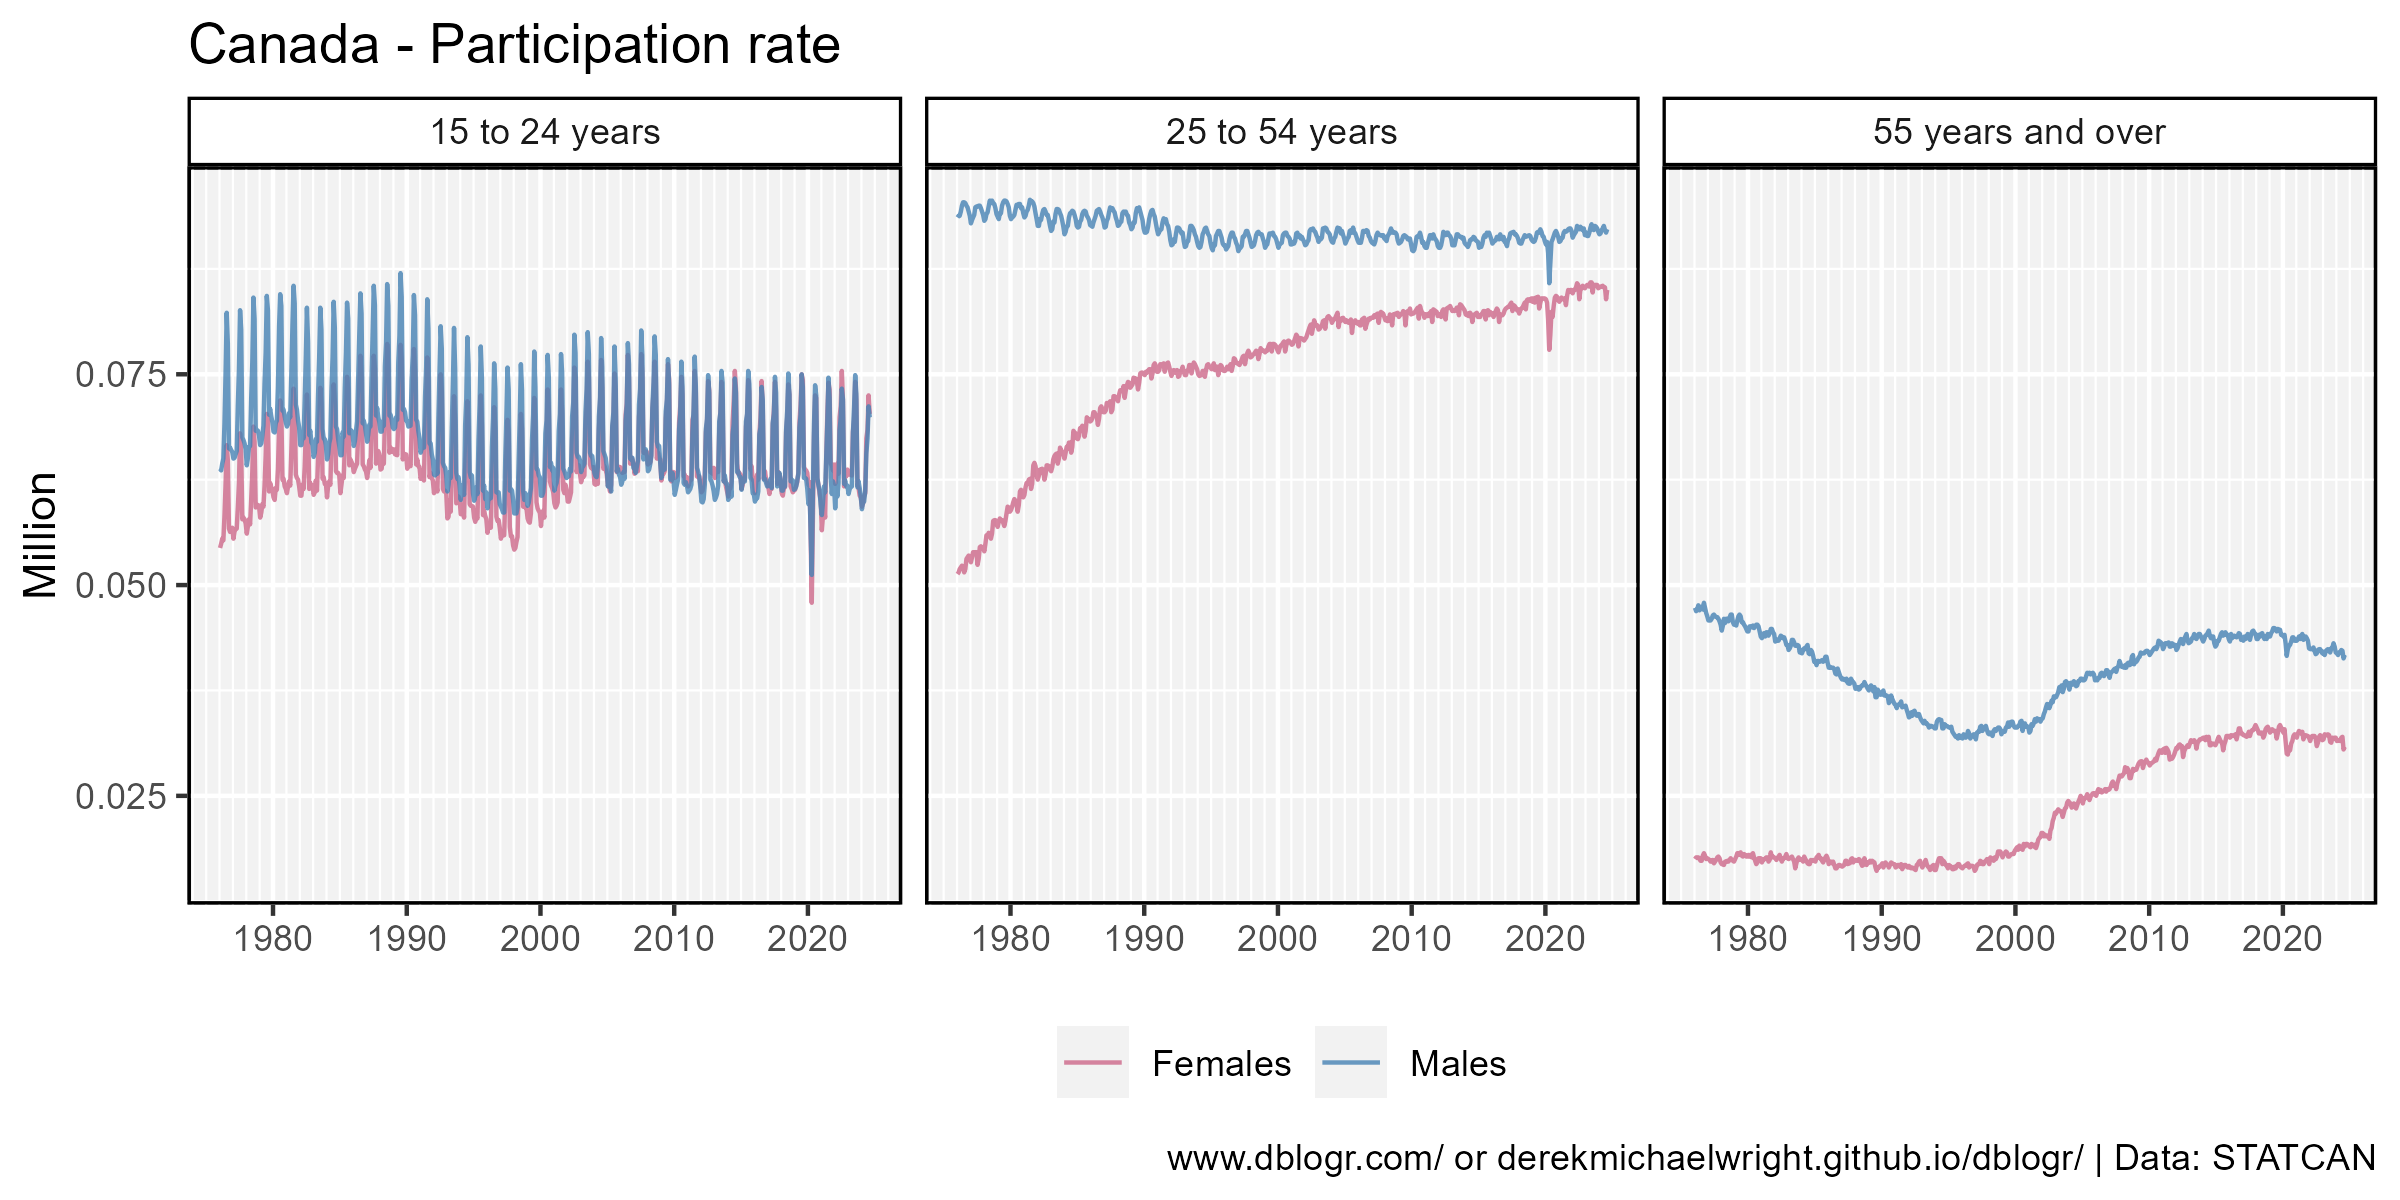 Canada - Participation rate
15 to 24 years
25 to 54 years
55 years and over
Million
0.075
0.050
0.025
1980 1990 2000 2010 2020
1980 1990 2000 2010 2020
1980 1990 2000 2010 2020
Females Males
www.dblogr.com/ or derekmichaelwright.github.io/dblogr/ | Data: STATCAN